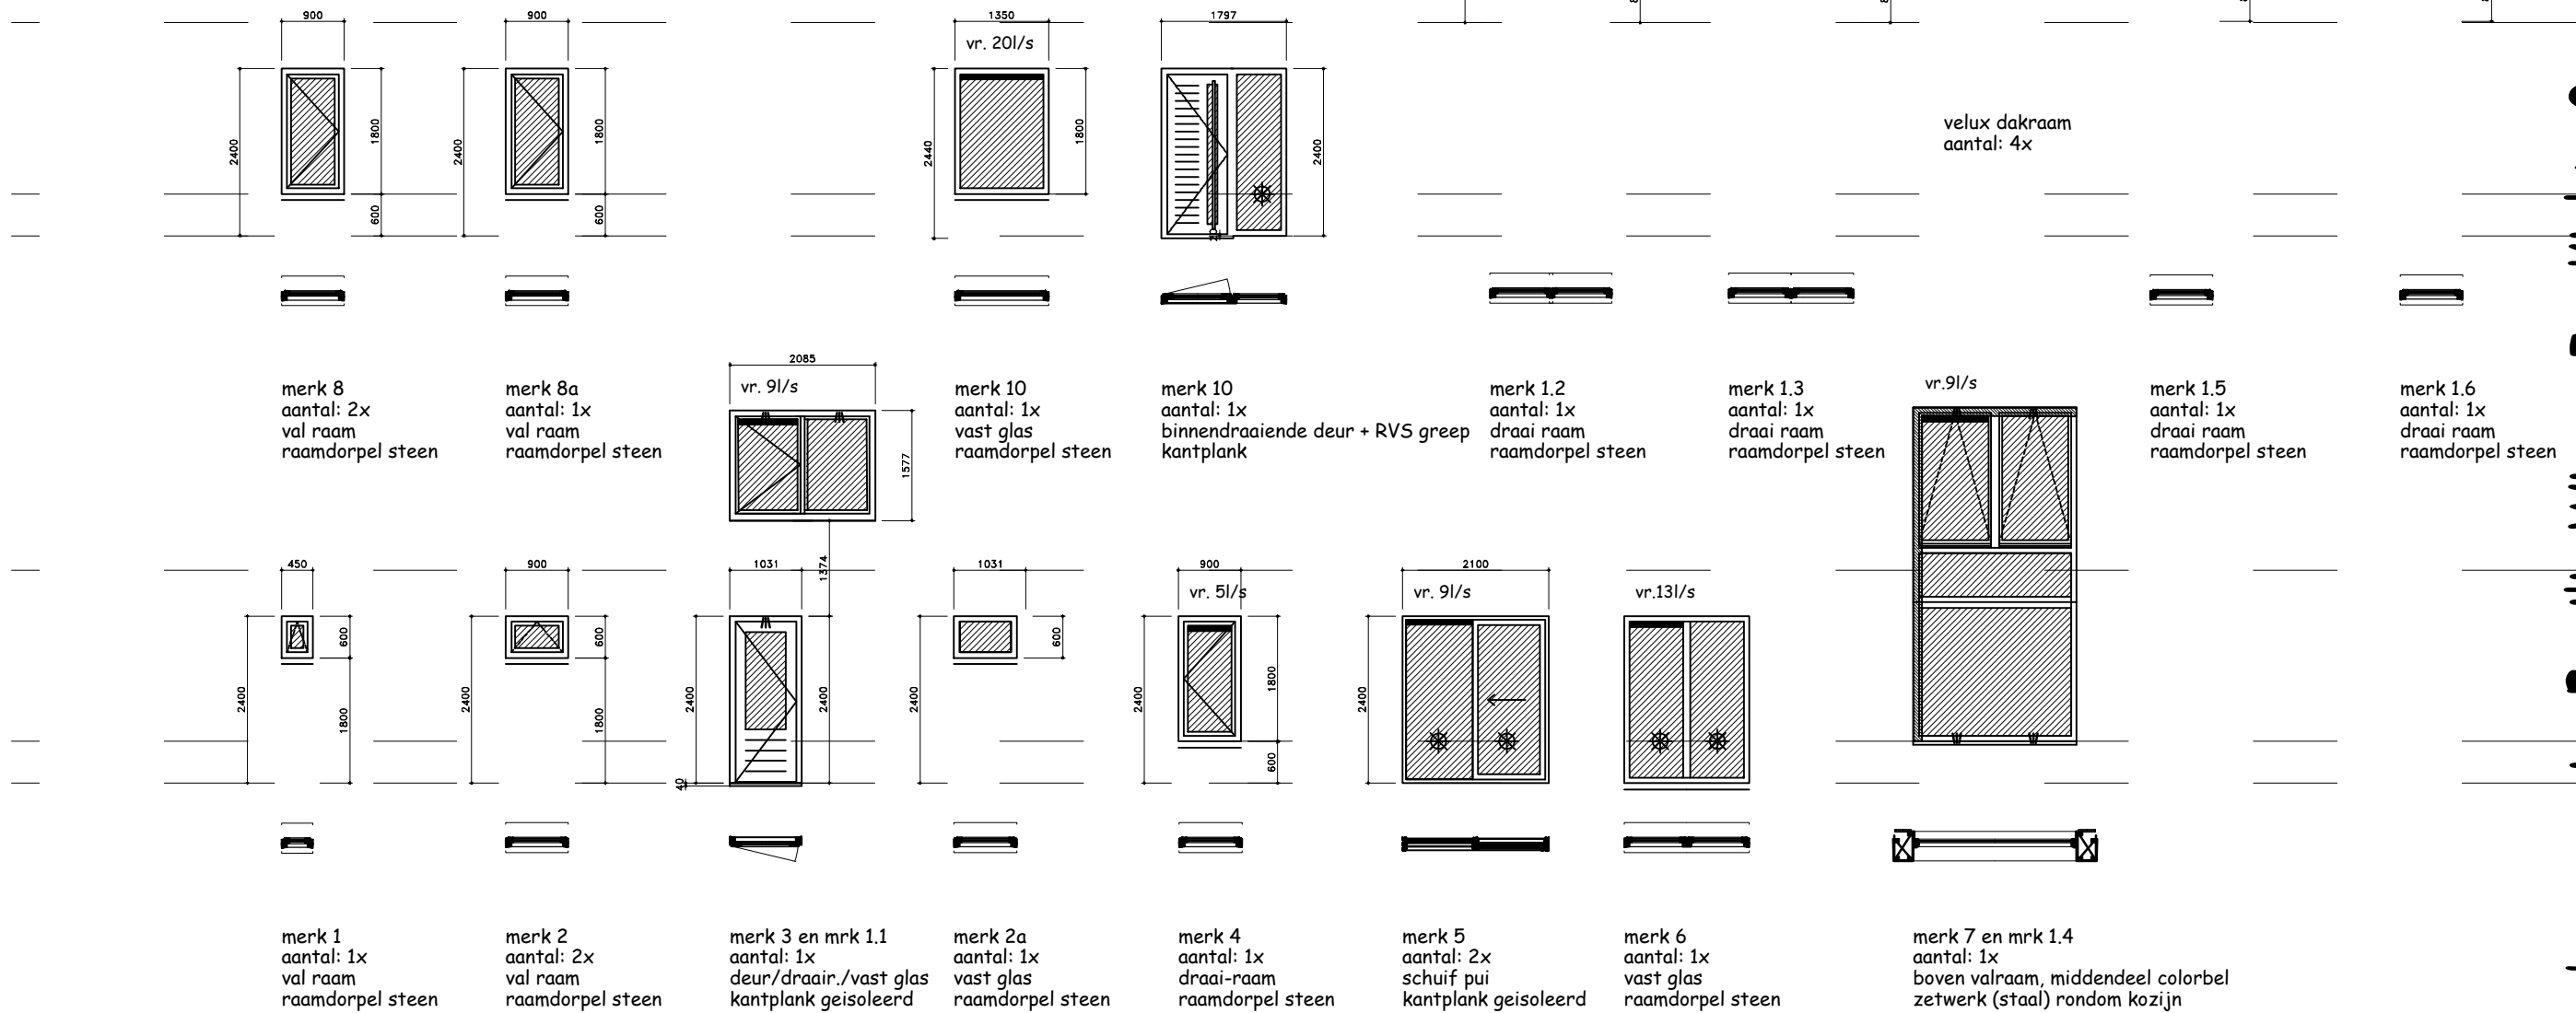 900
900
1350
1797
vr. 20l/s
2400
1800
600
2400
1800
600
2440
1800
2400
velux dakraam
aantal: 4x
merk 8
aantal: 2x
val raam
raamdorpel steen
merk 8a
aantal: 1x
val raam
raamdorpel steen
2085
vr. 9l/s
1577
1374
merk 10
aantal: 1x
vast glas
raamdorpel steen
merk 10
aantal: 1x
binnendraaiende deur + RVS greep
kantplank
merk 1.2
aantal: 1x
draai raam
raamdorpel steen
merk 1.3
aantal: 1x
draai raam
raamdorpel steen
vr.9l/s
merk 1.5
aantal: 1x
draai raam
raamdorpel steen
merk 1.6
aantal: 1x
draai raam
raamdorpel steen
450
900
1031
1031
900
2100
vr. 5l/s
vr. 9l/s
vr.13l/s
2400
600
1800
2400
600
1800
2400
40
2400
2400
600
2400
1800
600
2400
merk 1
aantal: 1x
val raam
raamdorpel steen
merk 2
aantal: 2x
val raam
raamdorpel steen
merk 3 en mrk 1.1
aantal: 1x
deur/draair./vast glas
kantplank geisoleerd
merk 2a
aantal: 1x
vast glas
raamdorpel steen
merk 4
aantal: 1x
draai-raam
raamdorpel steen
merk 5
aantal: 2x
schuif pui
kantplank geisoleerd
merk 6
aantal: 1x
vast glas
raamdorpel steen
merk 7 en mrk 1.4
aantal: 1x
boven valraam, middendeel colorbel
zetwerk (staal) rondom kozijn